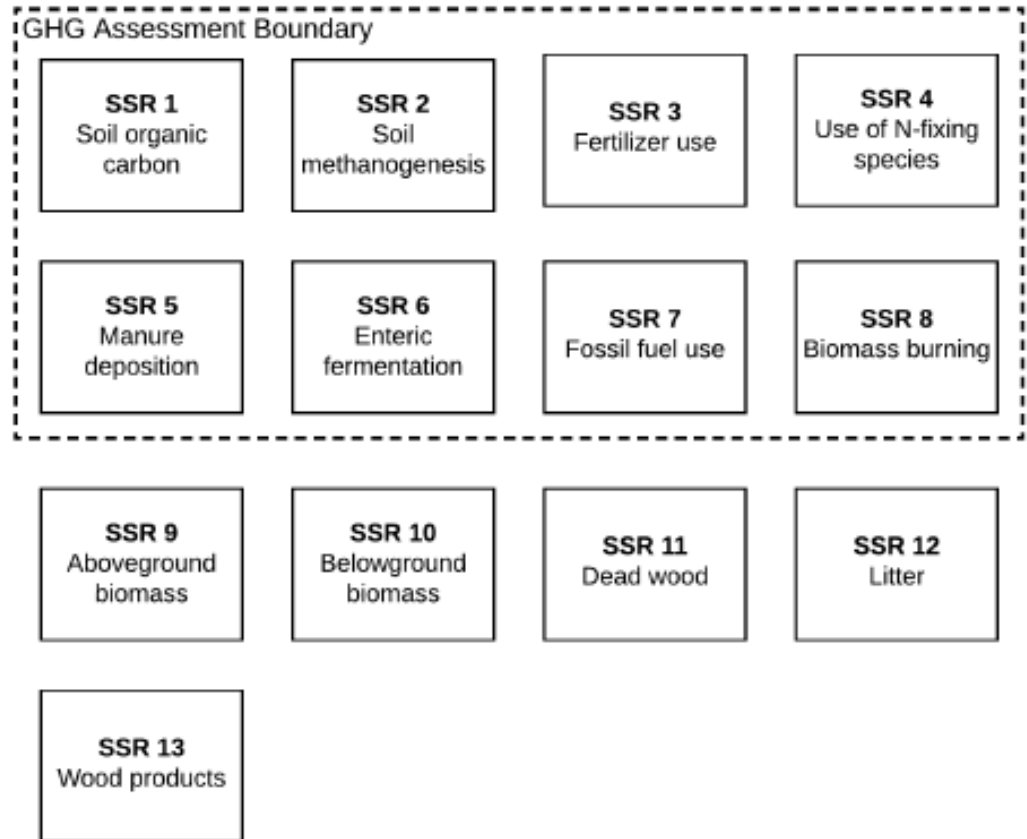 GHG Assessment Boundary
SSR 1
Soil organic
carbon
SSR 2
Soil
methanogenesis
SSR 3
Fertilizer use
SSR 4
Use of N-fixing
species
SSR 5
Manure
deposition
SSR 6
Enteric
fermentation
SSR 7
Fossil fuel use
SSR 8
Biomass burning
SSR 9
Aboveground
biomass
SSR 10
Belowground
biomass
SSR 11
Dead wood
SSR 12
Litter
SSR 13
Wood products